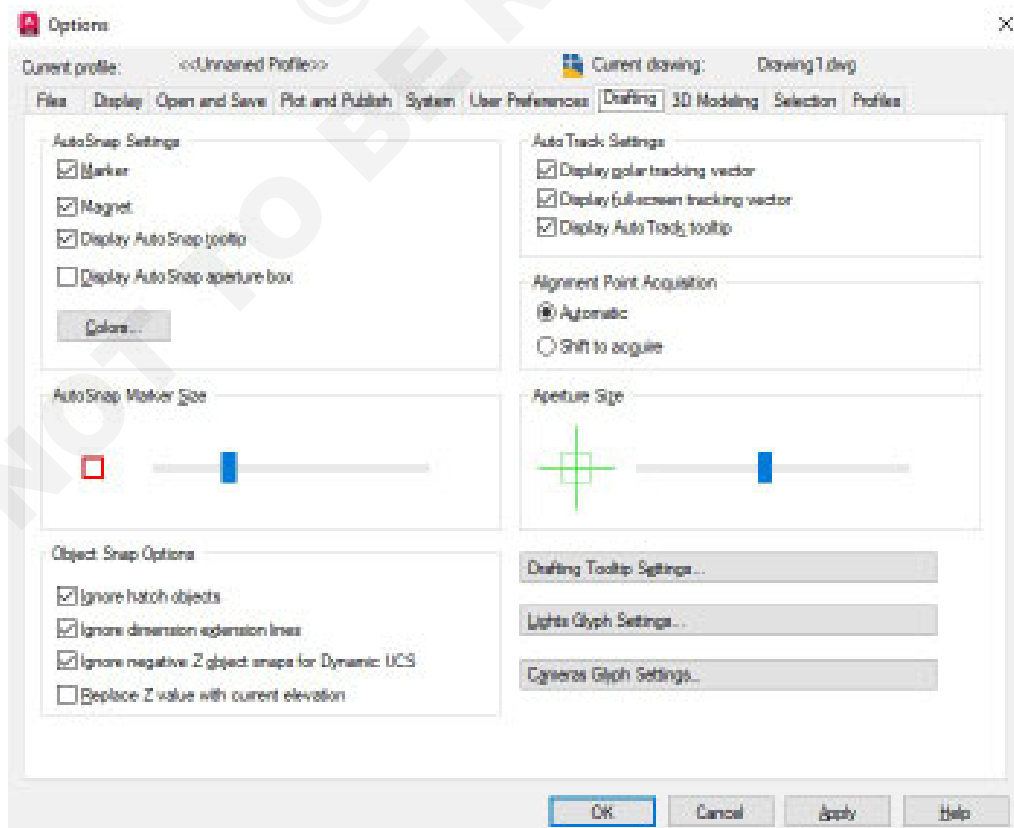 Options
Current profile: <<Unnamed Profile>> Current drawing: Drawing1.dwg
Files Display Open and Save Plot and Publish System User Preferences Drafting 3D Modeling Selection Profiles
AutoSnap Settings
Marker
Magnet
Display AutoSnap tooltip
Display AutoSnap aperture box
Colors...
AutoTrack Settings
Display polar tracking vector
Display full-screen tracking vector
Display AutoTrack tooltip
Alignment Point Acquisition
Automatic
Shift to acquire
AutoSnap Marker Size
Aperture Size
Object Snap Options
Ignore hatch objects
Ignore dimension extension lines
Ignore negative Z object snaps for Dynamic UCS
Replace Z value with current elevation
Drafting Tooltip Settings...
Lights Glyph Settings...
Cameras Glyph Settings...
OK Cancel Apply Help
NOT TO BE